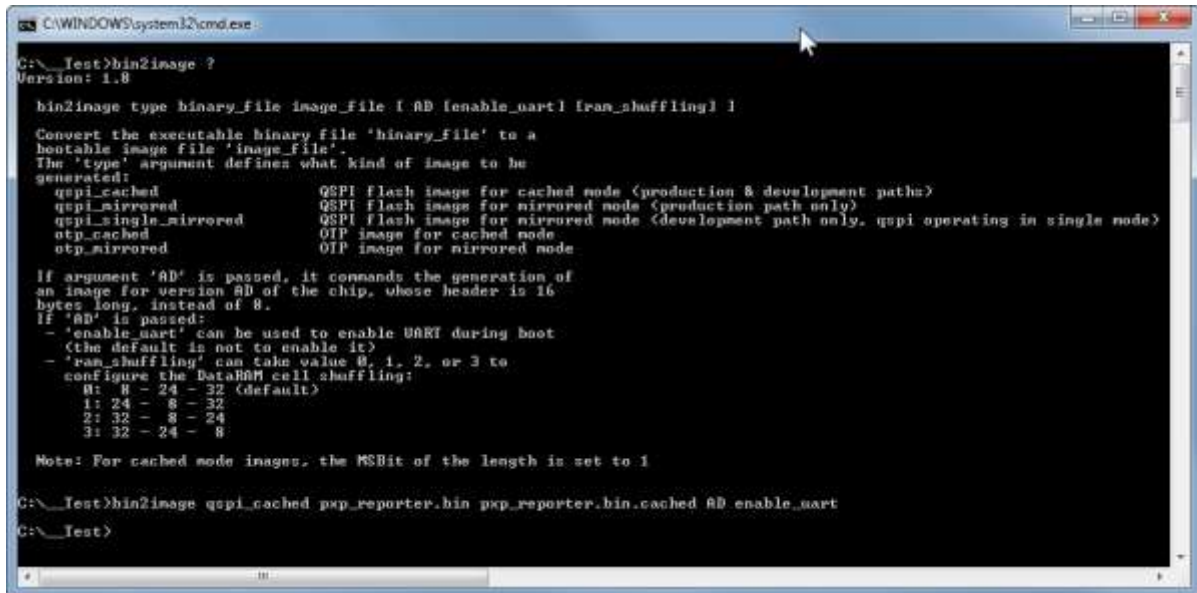 C:\WINDOWS\system32\cmd.exe
C:\__Test>bin2image ?
Version: 1.8
bin2image type binary_file image_file [ AD [enable_uart] [ram_shuffling] ]
Convert the executable binary file 'binary_file' to a
bootable image file 'image_file'.
The 'type' argument defines what kind of image to be
generated:
qspi_cached QSPI flash image for cached mode (production & development paths)
qspi_mirrored QSPI flash image for mirrored mode (production path only)
qspi_single_mirrored QSPI flash image for mirrored mode (development path only, qspi operating in single mode)
otp_cached OTP image for cached mode
otp_mirrored OTP image for mirrored mode
If argument 'AD' is passed, it commands the generation of
an image for version AD of the chip, whose header is 16
bytes long, instead of 8.
If 'AD' is passed:
- 'enable_uart' can be used to enable UART during boot
(the default is not to enable it)
- 'ram_shuffling' can take value 0, 1, 2, or 3 to
configure the DataRAM cell shuffling:
0: 8 - 24 - 32 (default)
1: 24 - 8 - 32
2: 32 - 8 - 24
3: 32 - 24 - 8
Note: For cached mode images, the MSBit of the length is set to 1
C:\__Test>bin2image qspi_cached pxp_reporter.bin pxp_reporter.bin.cached AD enable_uart
C:\__Test>